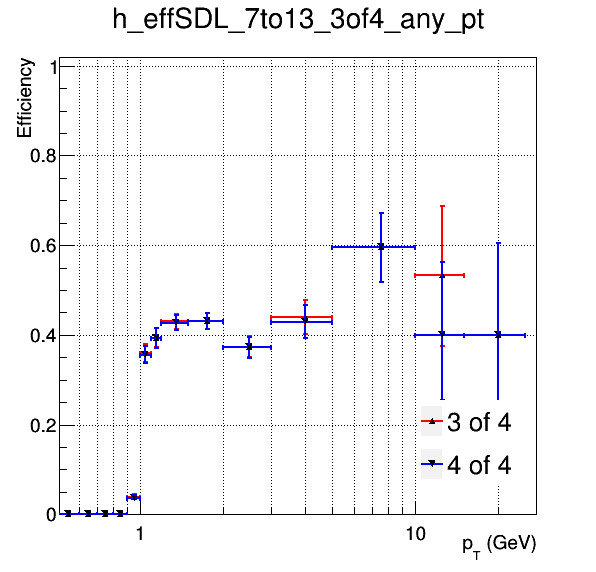 h_effSDL_7to13_3of4_any_pt
Efficiency
1
0.8
0.6
0.4
0.2
0
3 of 4
4 of 4
1
10
p_T (GeV)